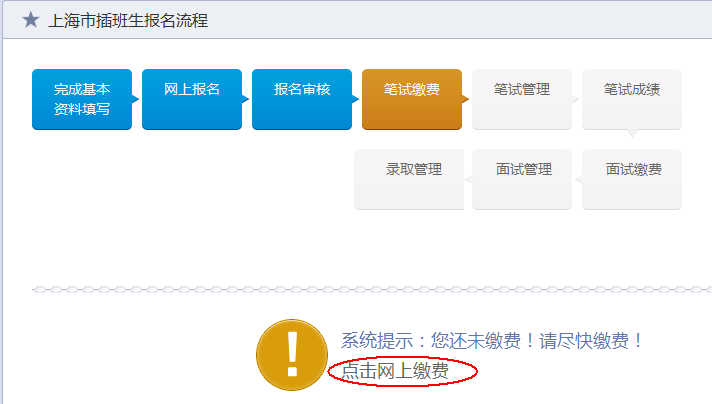 上海市插班生报名流程
完成基本
资料填写
网上报名
报名审核
笔试缴费
笔试管理
笔试成绩
录取管理
面试管理
面试缴费
系统提示：您还未缴费！请尽快缴费！
点击网上缴费